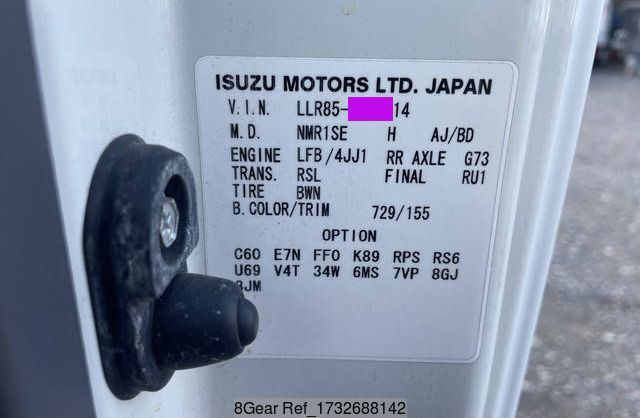 ISUZU MOTORS LTD. JAPAN
V.I.N. LLR85- 14
M.D. NMR1SE H AJ/BD
ENGINE LFB/4JJ1 RR AXLE G73
TRANS. RSL FINAL RU1
TIRE BWN
B.COLOR/TRIM 729/155
OPTION
C60 E7N FF0 K89 RPS RS6
U69 V4T 34W 6MS 7VP 8GJ
8JM
8Gear Ref_1732688142